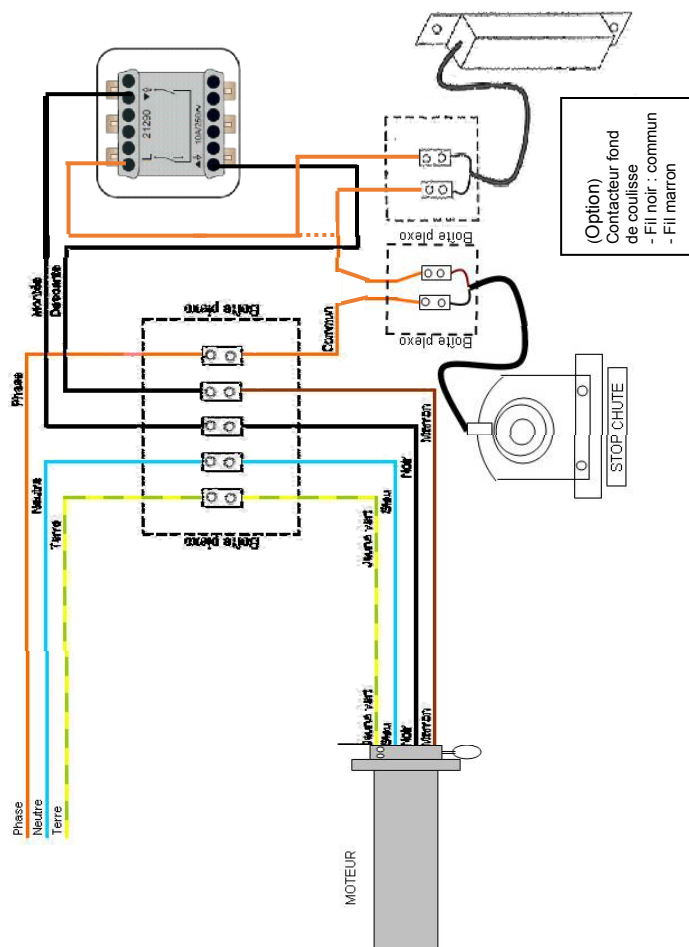 21290
L
10A/250V~
Boîte plexo
(Option)
Contacteur fond
de coulisse
- Fil noir : commun
- Fil marron
Montée
Descente
Boîte plexo
Boîte plexo
Commun
Boîte plexo
Phase
Neutre
Terre
Marron
Noir
Bleu
Jaune vert
Boîte plexo
STOP CHUTE
Jaune vert
Bleu
Noir
Marron
Phase
Neutre
Terre
MOTEUR